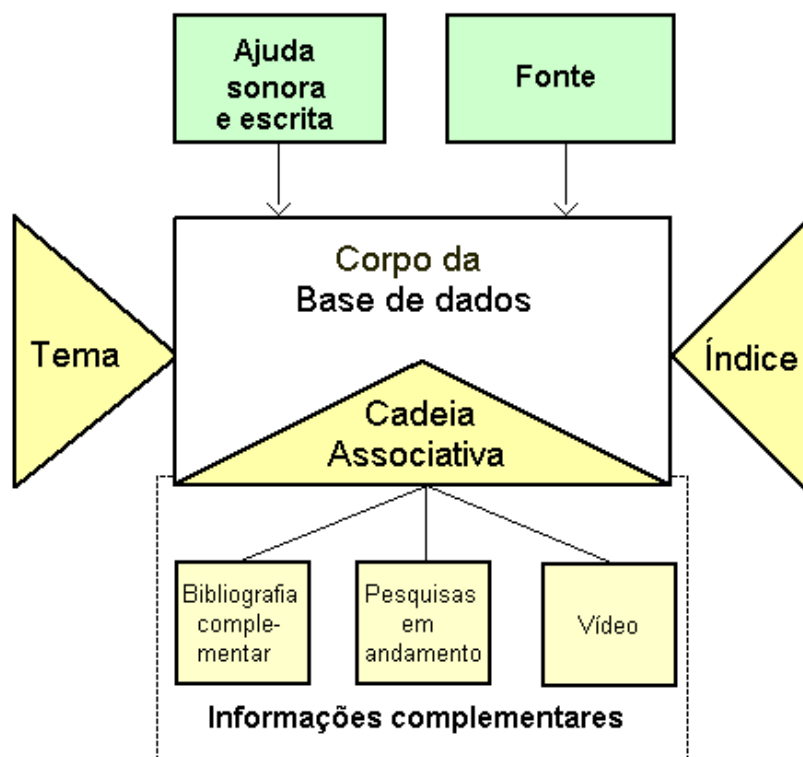 Ajuda
sonora
e escrita
Fonte
Corpo da
Base de dados
Tema
Índice
Cadeia
Associativa
Bibliografia
comple-
mentar
Pesquisas
em
andamento
Vídeo
Informações complementares